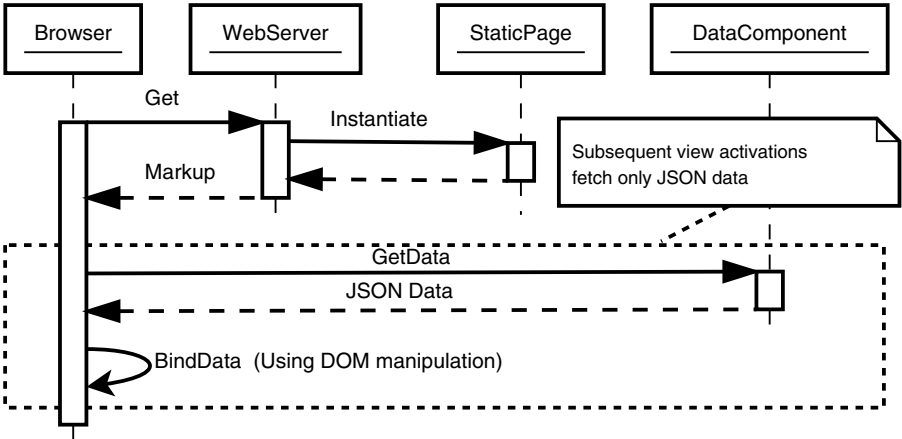 Browser
WebServer
StaticPage
DataComponent
Get
Instantiate
Subsequent view activations
fetch only JSON data
Markup
GetData
JSON Data
BindData (Using DOM manipulation)